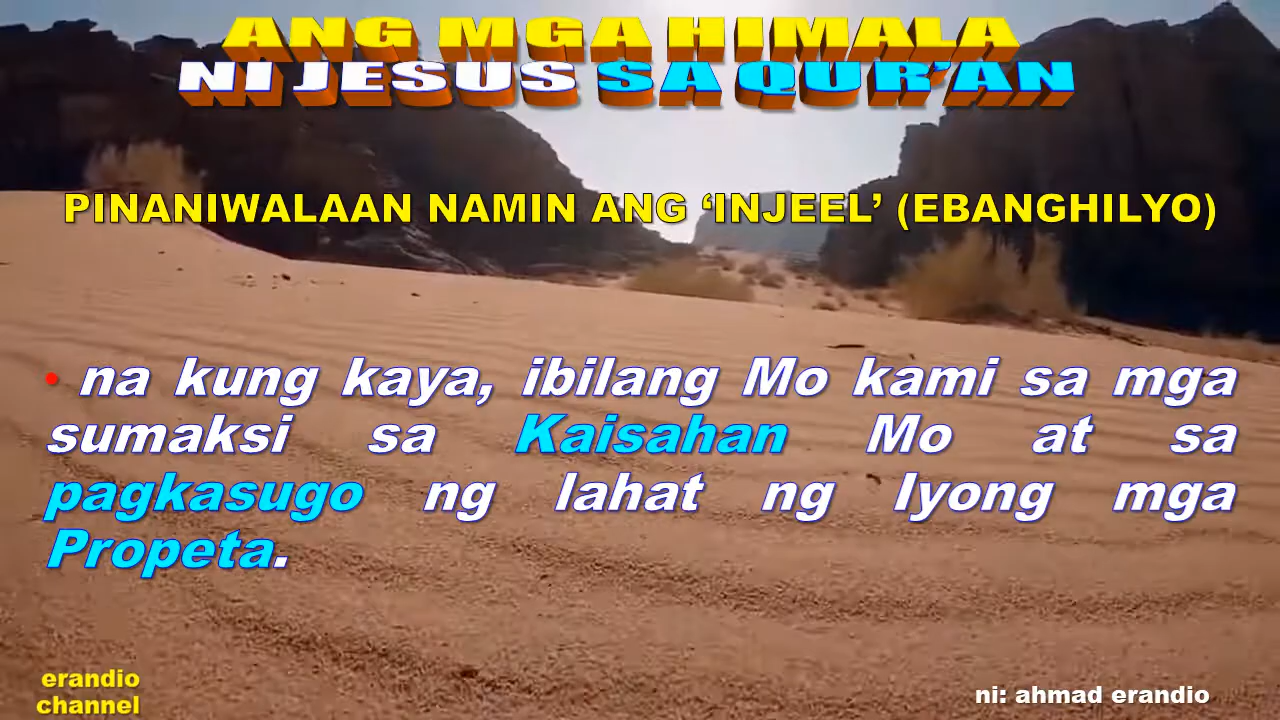 ANG MGA HIMALA
NI JESUS SA QUR'AN
PINANIWALAAN NAMIN ANG ‘INJEEL’ (EBANGHILYO)
• na kung kaya, ibilang Mo kami sa mga
sumaksi sa Kaisahan Mo at sa
pagkasugo ng lahat ng Iyong mga
Propeta.
erandio
channel
ni: ahmad erandio